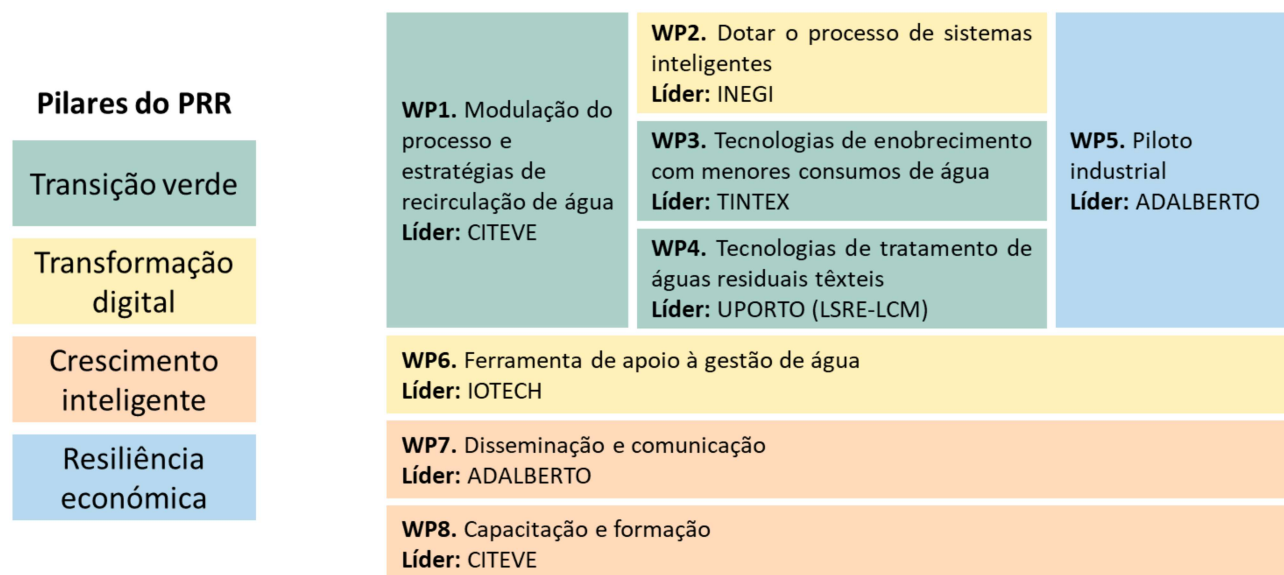 Pilares do PRR
Transição verde
Transformação
digital
Crescimento
inteligente
Resiliência
económica
WP1. Modulação do
processo e
estratégias de
recirculação de água
Líder: CITEVE
WP2. Dotar o processo de sistemas
inteligentes
Líder: INEGI
WP3. Tecnologias de enobrecimento
com menores consumos de água
Líder: TINTEX
WP4. Tecnologias de tratamento de
águas residuais têxteis
Líder: UPORTO (LSRE-LCM)
WP5. Piloto
industrial
Líder: ADALBERTO
WP6. Ferramenta de apoio à gestão de água
Líder: IOTECH
WP7. Disseminação e comunicação
Líder: ADALBERTO
WP8. Capacitação e formação
Líder: CITEVE